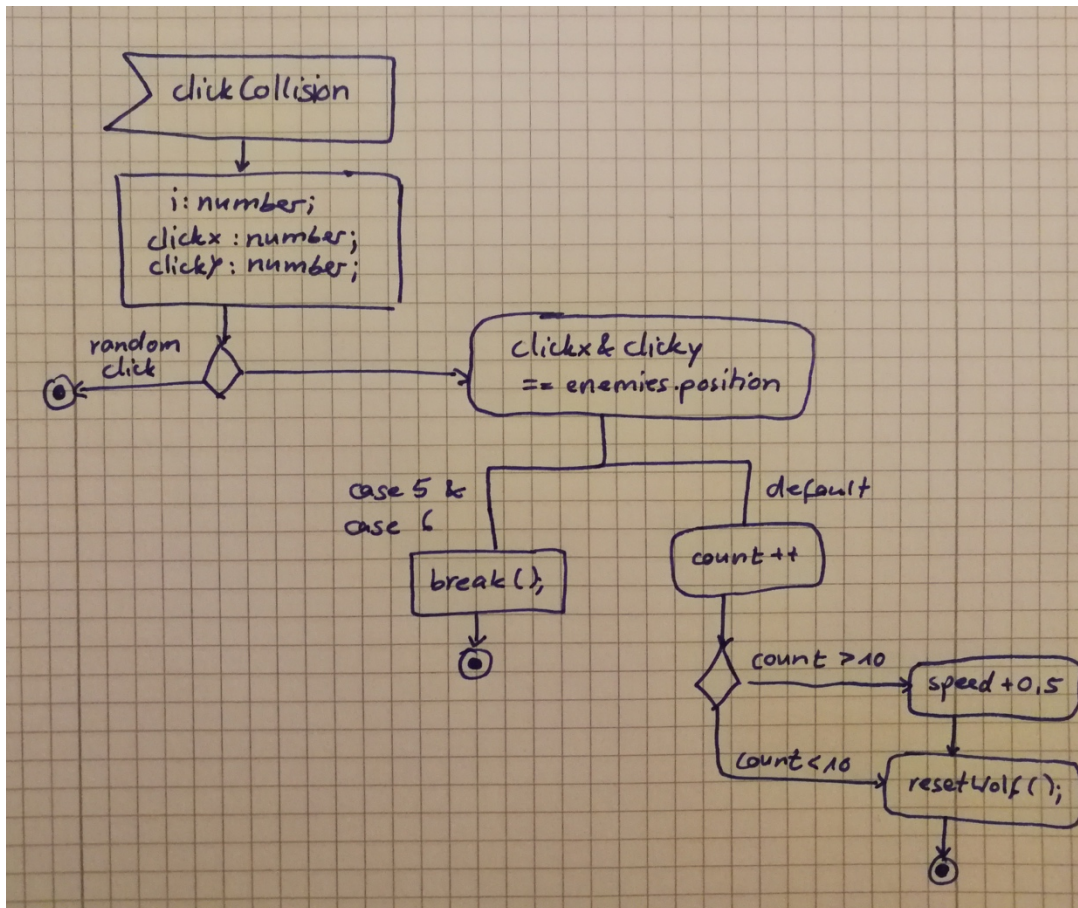 clickCollision
i: number;
clickx: number;
clickY: number;
random
click
clickx & clicky
== enemies.position
case 5 &
case 6
default
break();
count ++
count > 10
speed + 0,5
count < 10
resetWolf();